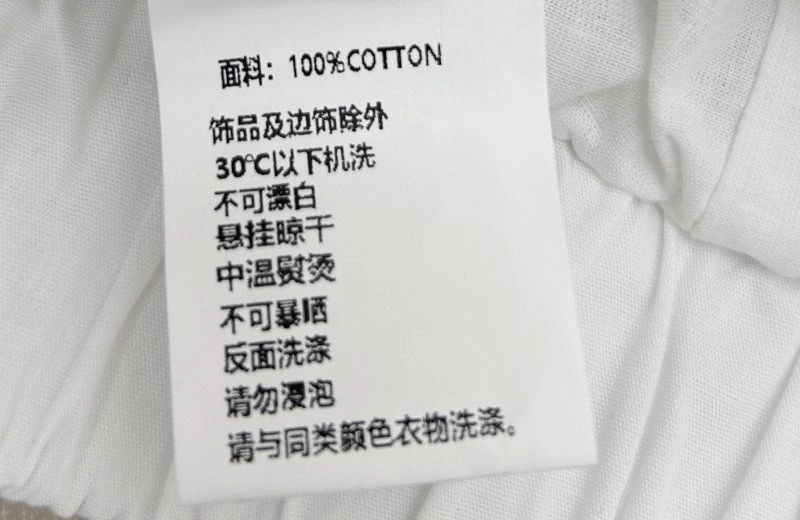 面料：100%COTTON
饰品及边饰除外
30℃以下机洗
不可漂白
悬挂晾干
中温熨烫
不可暴晒
反面洗涤
请勿浸泡
请与同类颜色衣物洗涤。